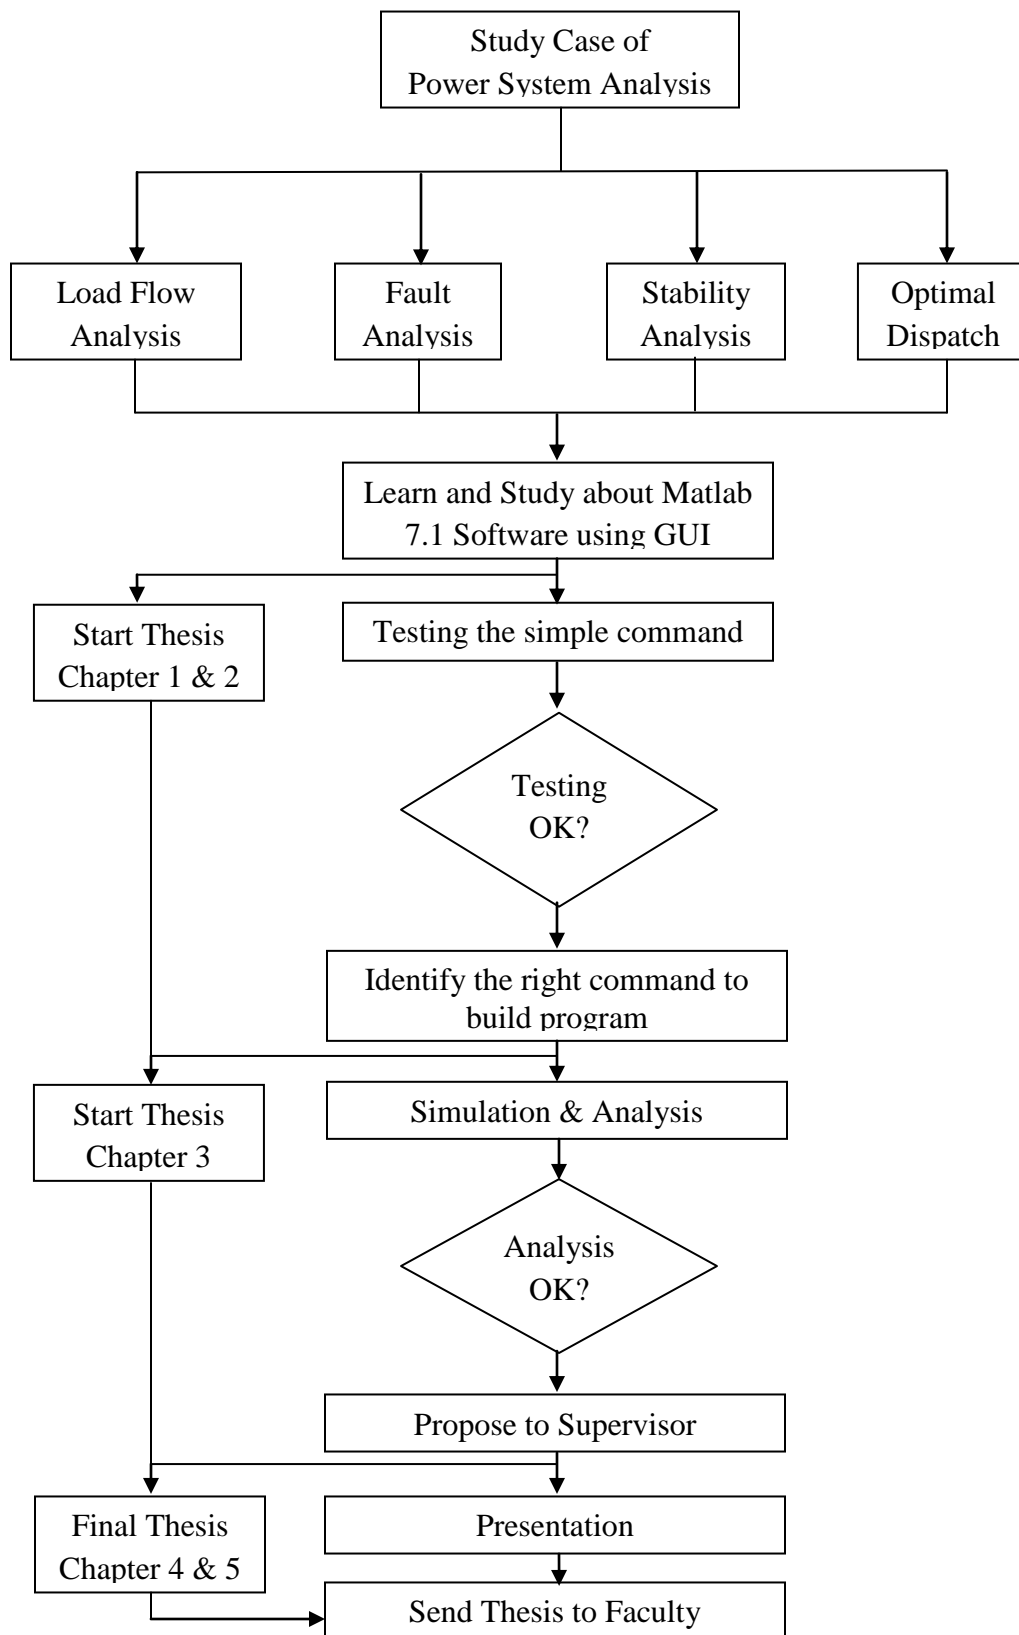 Study Case of
Power System Analysis
Load Flow
Analysis
Fault
Analysis
Stability
Analysis
Optimal
Dispatch
Learn and Study about Matlab
7.1 Software using GUI
Start Thesis
Chapter 1 & 2
Testing the simple command
Testing
OK?
Identify the right command to
build program
Start Thesis
Chapter 3
Simulation & Analysis
Analysis
OK?
Propose to Supervisor
Final Thesis
Chapter 4 & 5
Presentation
Send Thesis to Faculty